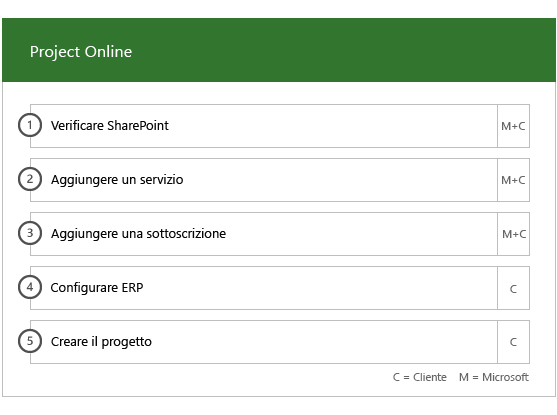 Project Online
1 Verificare SharePoint M+C
2 Aggiungere un servizio M+C
3 Aggiungere una sottoscrizione M+C
4 Configurare ERP C
5 Creare il progetto C
C = Cliente M = Microsoft